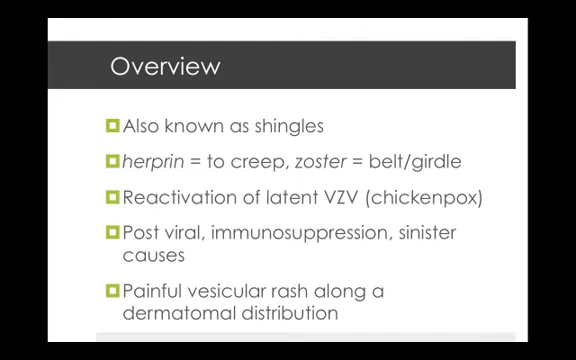 Overview
Also known as shingles
herprin = to creep, zoster = belt/girdle
Reactivation of latent VZV (chickenpox)
Post viral, immunosuppression, sinister
causes
Painful vesicular rash along a
dermatomal distribution